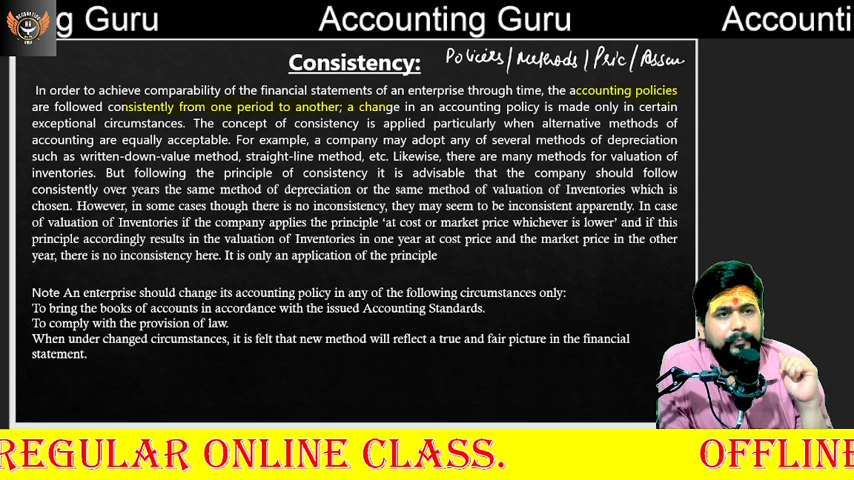 g Guru
Accounting Guru
Accounti
Consistency:
Policies / Methods /
In order to achieve comparability of the financial statements of an enterprise through time, the accounting policies
are followed consistently from one period to another; a change in an accounting policy is made only in certain
exceptional circumstances. The concept of consistency is applied particularly when alternative methods of
accounting are equally acceptable. For example, a company may adopt any of several methods of depreciation
such as written-down-value method, straight-line method, etc. Likewise, there are many methods for valuation of
inventories. But following the principle of consistency it is advisable that the company should follow
consistently over years the same method of depreciation or the same method of valuation of Inventories which is
chosen. However, in some cases though there is no inconsistency, they may seem to be inconsistent apparently. In case
of valuation of Inventories if the company applies the principle ‘at cost or market price whichever is lower’ and if this
principle accordingly results in the valuation of Inventories in one year at cost price and the market price in the other
year, there is no inconsistency here. It is only an application of the principle
Note An enterprise should change its accounting policy in any of the following circumstances only:
To bring the books of accounts in accordance with the issued Accounting Standards.
To comply with the provision of law.
When under changed circumstances, it is felt that new method will reflect a true and fair picture in the financial
statement.
REGULAR ONLINE CLASS.
OFFLINE